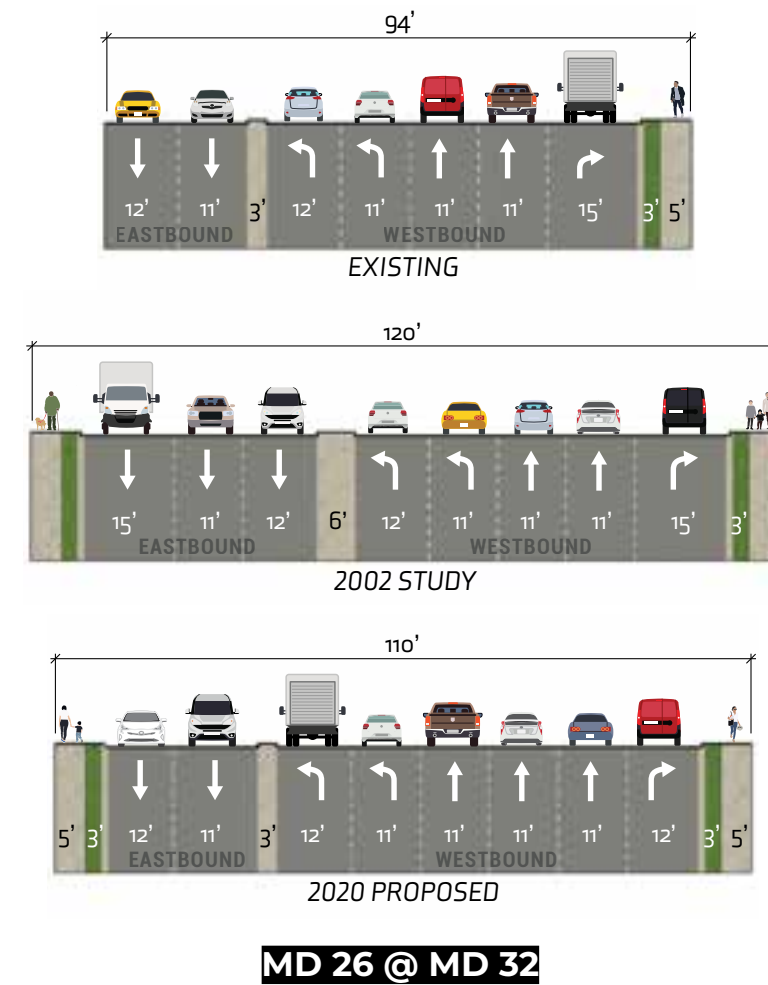 94’
12’ 11’ 3’ 12’ 11’ 11’ 11’ 15’ 3’ 5’
EASTBOUND WESTBOUND
EXISTING
120’
15’ 11’ 12’ 6’ 12’ 11’ 11’ 11’ 15’ 3’
EASTBOUND WESTBOUND
2002 STUDY
110’
5’ 3’ 12’ 11’ 3’ 12’ 11’ 11’ 11’ 11’ 12’ 3’ 5’
EASTBOUND WESTBOUND
2020 PROPOSED
MD 26 @ MD 32